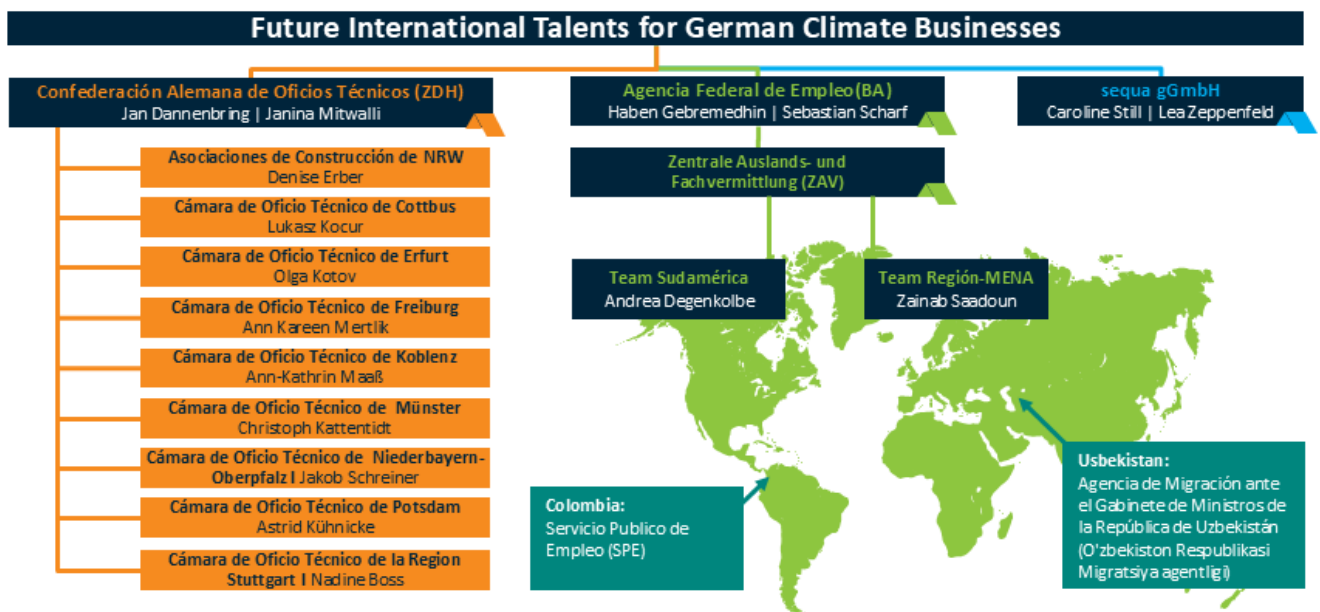 Future International Talents for German Climate Businesses
Confederación Alemana de Oficios Técnicos (ZDH)
Jan Dannenbring | Janina Mitwalli
Agencia Federal de Empleo(BA)
Haben Gebremedhin | Sebastian Scharf
sequa gGmbH
Caroline Still | Lea Zeppenfeld
Asociaciones de Construcción de NRW
Denise Erber
Cámara de Oficio Técnico de Cottbus
Lukasz Kocur
Cámara de Oficio Técnico de Erfurt
Olga Kotov
Cámara de Oficio Técnico de Freiburg
Ann Kareen Mertlik
Cámara de Oficio Técnico de Koblenz
Ann-Kathrin Maaß
Cámara de Oficio Técnico de Münster
Christoph Kattentidt
Cámara de Oficio Técnico de Niederbayern-
Oberpfalz I Jakob Schreiner
Cámara de Oficio Técnico de Potsdam
Astrid Kühnicke
Cámara de Oficio Técnico de la Region
Stuttgart I Nadine Boss
Zentrale Auslands- und
Fachvermittlung (ZAV)
Team Sudamérica
Andrea Degenkolbe
Team Región-MENA
Zainab Saadoun
Colombia:
Servicio Publico de
Empleo (SPE)
Usbekistan:
Agencia de Migración ante
el Gabinete de Ministros de
la República de Uzbekistán
(O'zbekiston Respublikasi
Migratsiya agentligi)